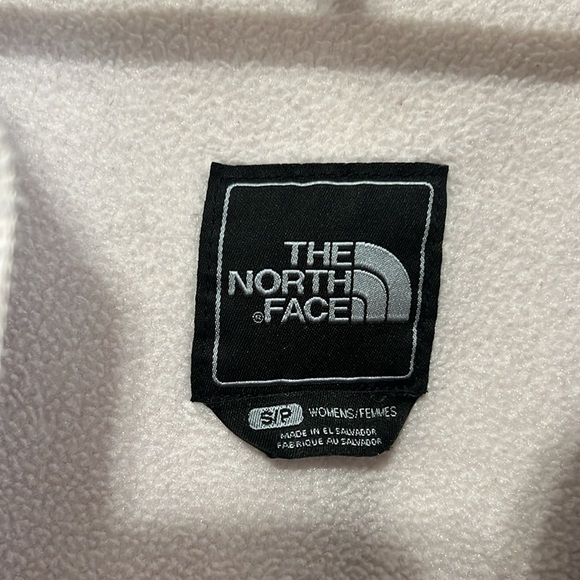 THE
NORTH
FACE
®
S/P WOMENS/FEMMES
MADE IN EL SALVADOR
FABRIQUE AU SALVADOR